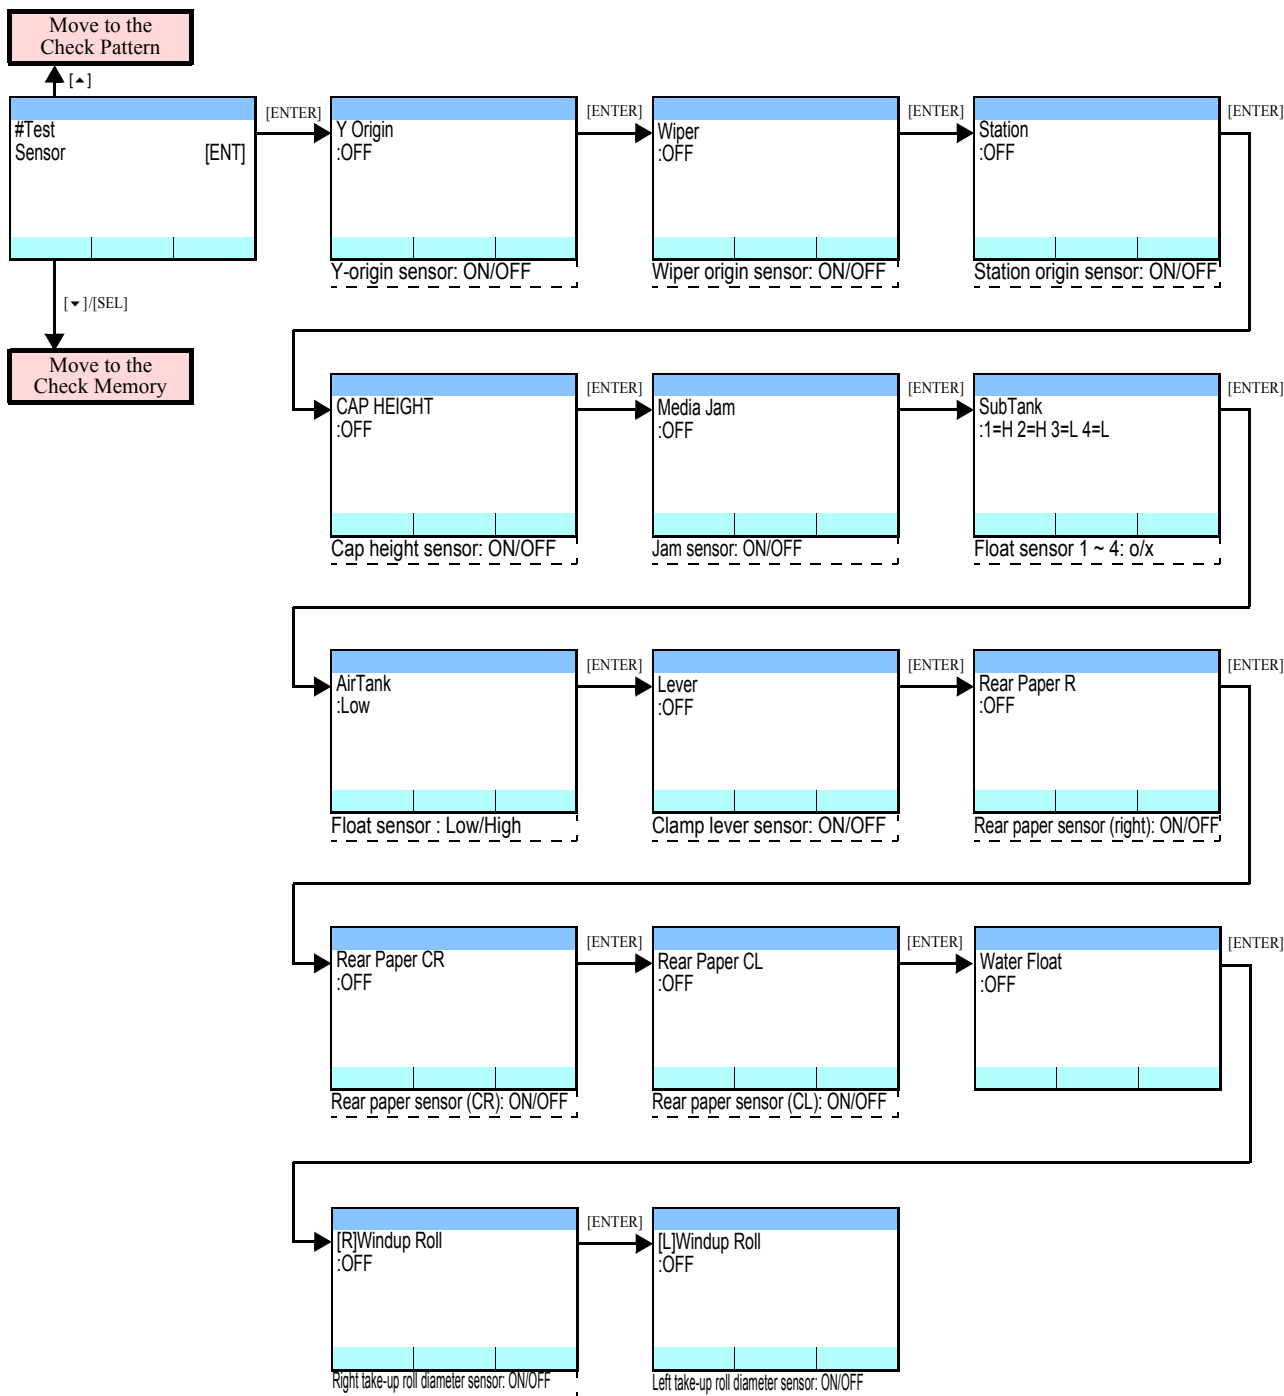 Move to the
Check Pattern
[▲]
#Test
Sensor [ENT]
[ENTER]
Y Origin
:OFF
Y-origin sensor: ON/OFF
[ENTER]
Wiper
:OFF
Wiper origin sensor: ON/OFF
[ENTER]
Station
:OFF
Station origin sensor: ON/OFF
[ENTER]
[▼]/[SEL]
Move to the
Check Memory
CAP HEIGHT
:OFF
Cap height sensor: ON/OFF
[ENTER]
Media Jam
:OFF
Jam sensor: ON/OFF
[ENTER]
SubTank
:1=H 2=H 3=L 4=L
Float sensor 1 ~ 4: o/x
[ENTER]
AirTank
:Low
Float sensor : Low/High
[ENTER]
Lever
:OFF
Clamp lever sensor: ON/OFF
[ENTER]
Rear Paper R
:OFF
Rear paper sensor (right): ON/OFF
[ENTER]
Rear Paper CR
:OFF
Rear paper sensor (CR): ON/OFF
[ENTER]
Rear Paper CL
:OFF
Rear paper sensor (CL): ON/OFF
[ENTER]
Water Float
:OFF
[ENTER]
[R]Windup Roll
:OFF
Right take-up roll diameter sensor: ON/OFF
[ENTER]
[L]Windup Roll
:OFF
Left take-up roll diameter sensor: ON/OFF